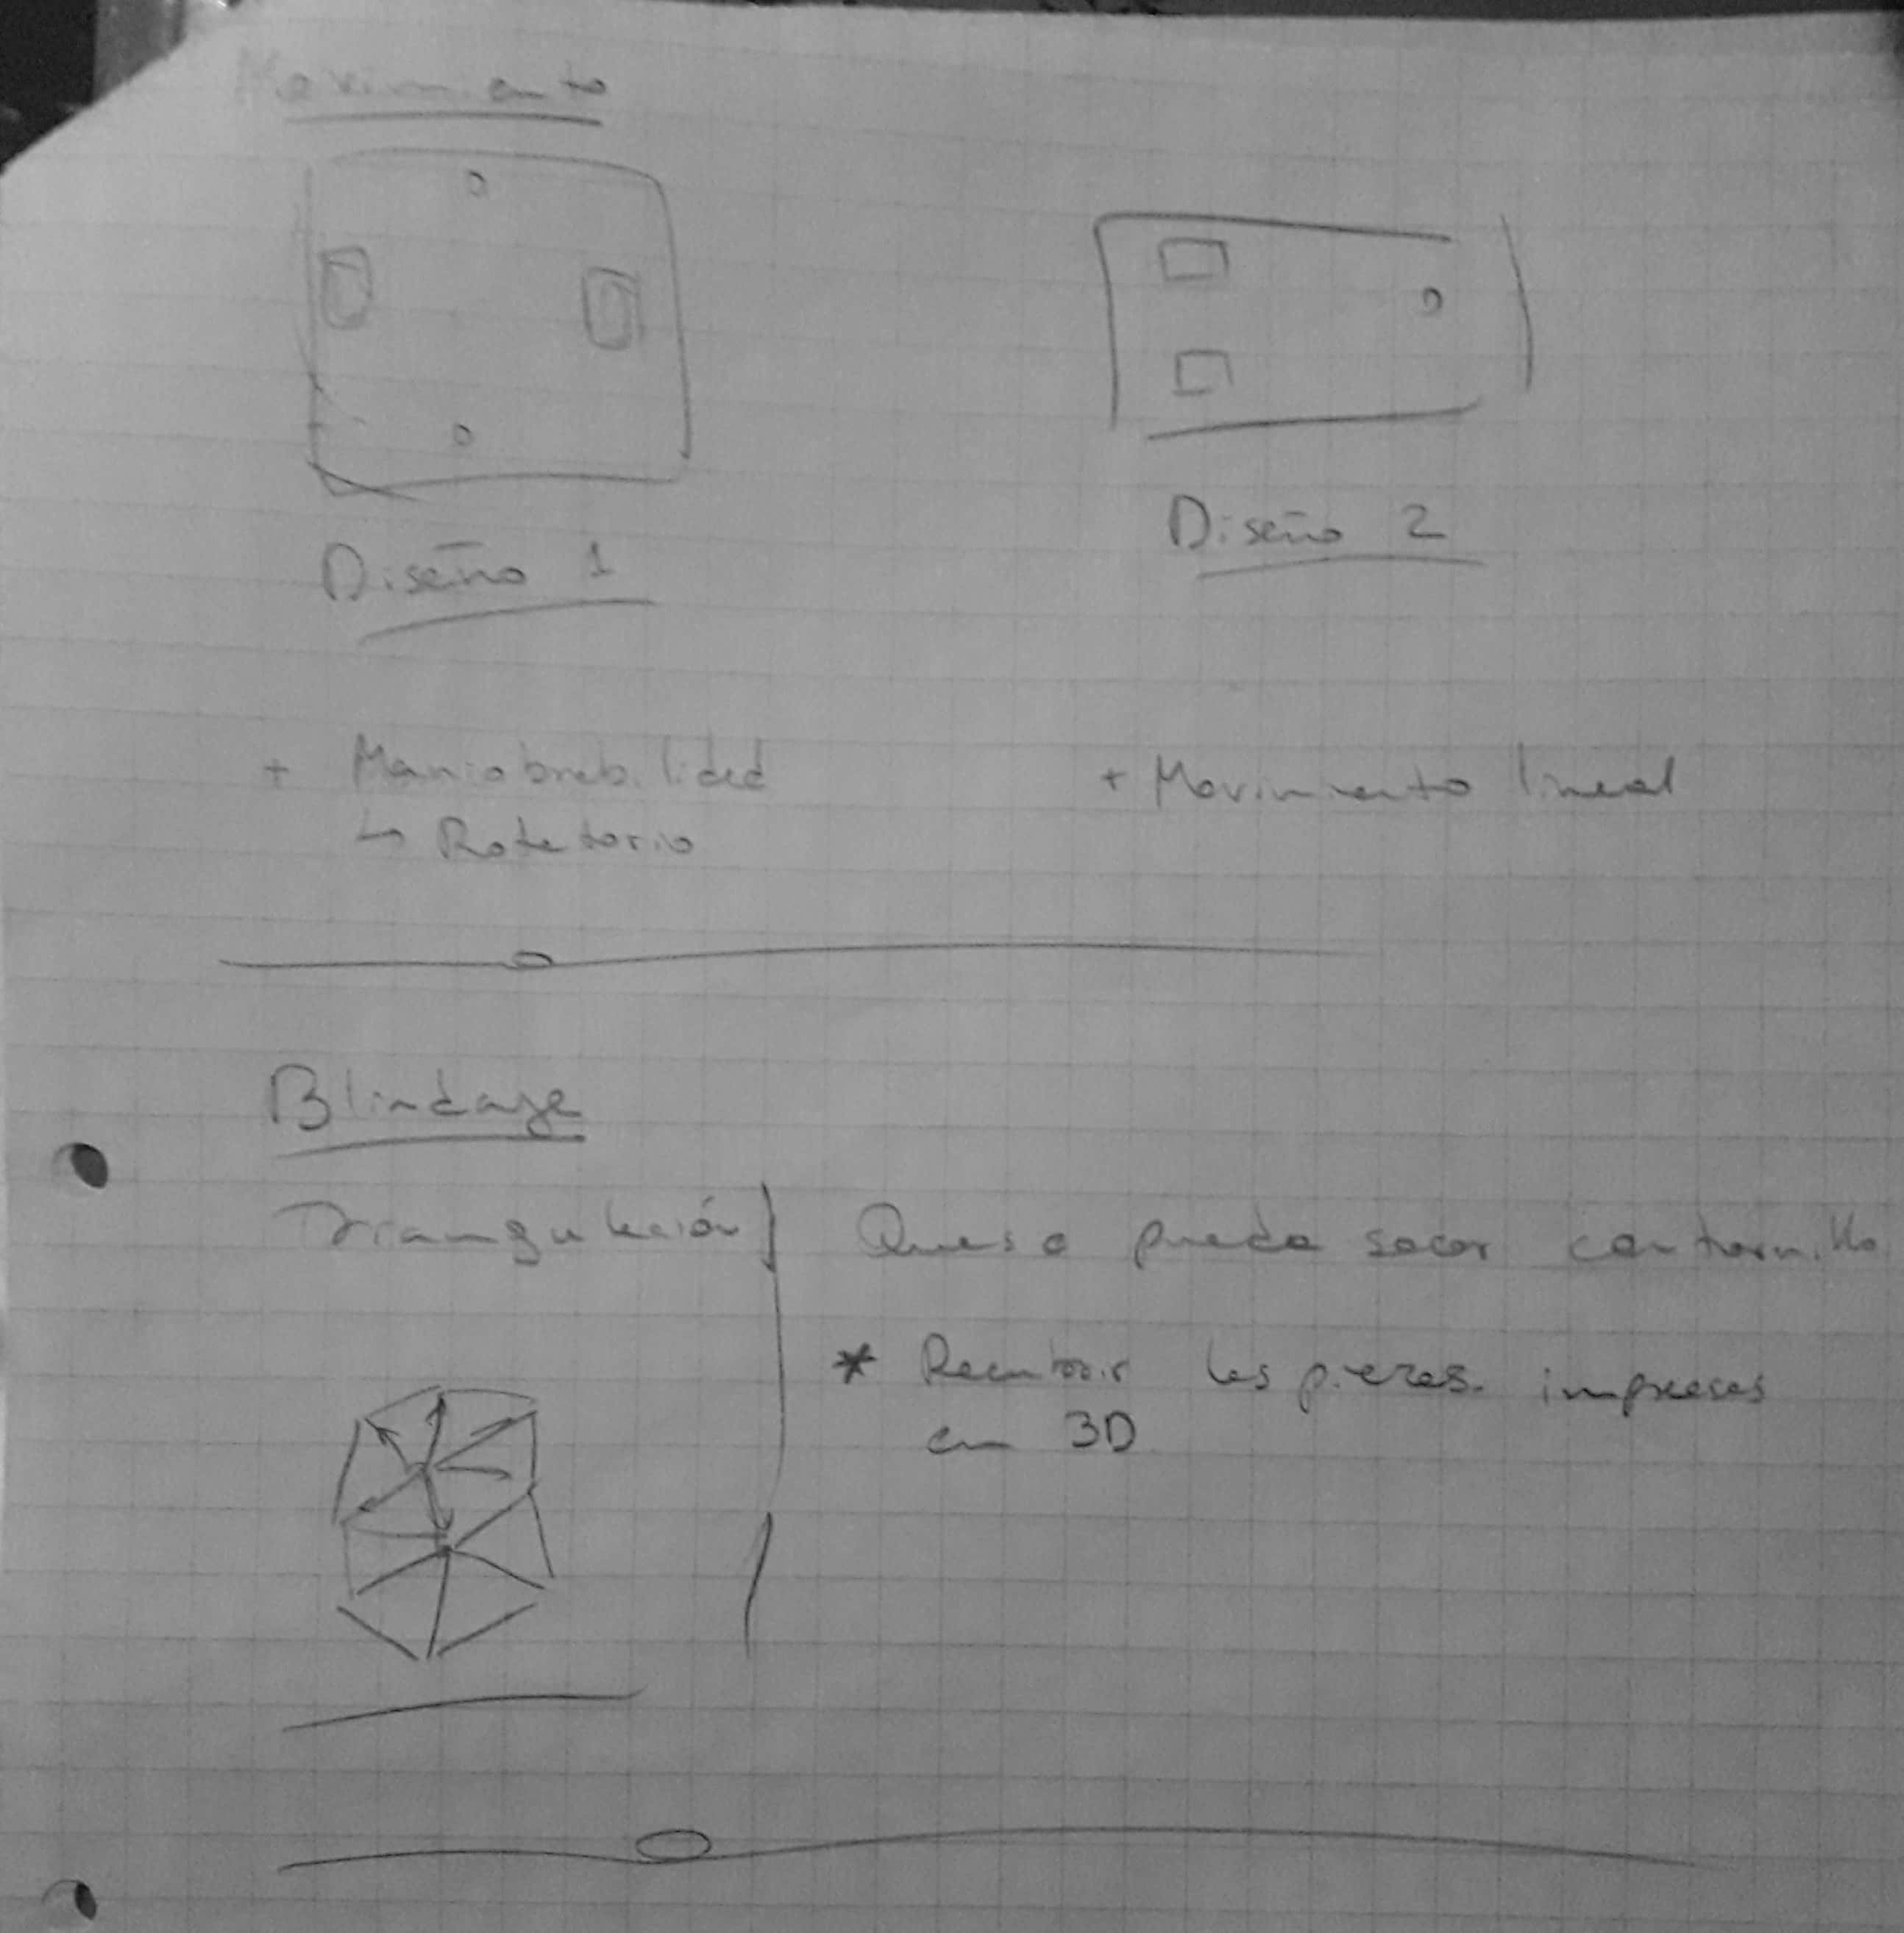 Movimiento
Diseño 1
Diseño 2
+ Maniobrabilidad
↳ Rotatorio
+ Movimiento lineal
Blindaje
Triangulación
Que se pueda sacar con tornillo
* Recubrir las piezas impresas
en 3D